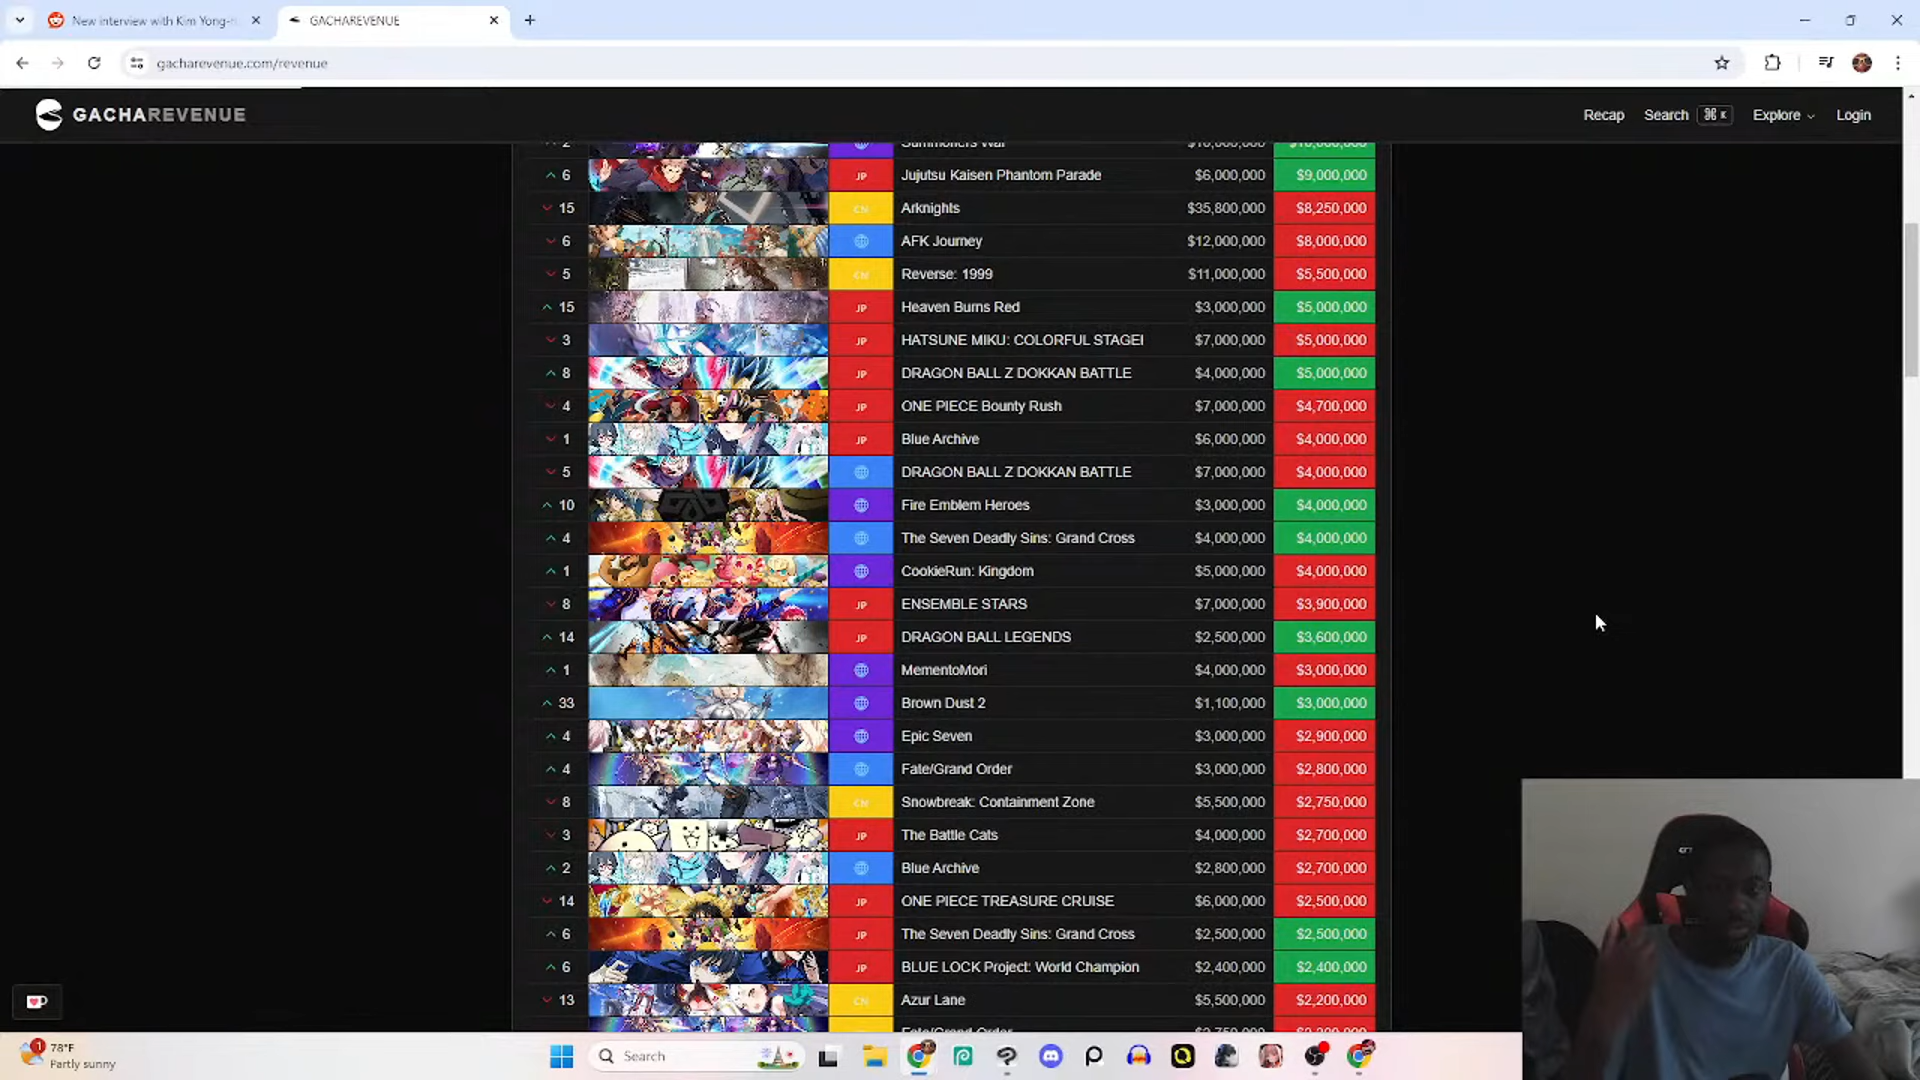 New interview with Kim Yong-
GACHAREVENUE
gacharevenue.com/revenue
GACHAREVENUE
Recap
Search ⌘ K
Explore
Login
2 Summoners War $10,000,000 $10,000,000
6 JP Jujutsu Kaisen Phantom Parade $6,000,000 $9,000,000
15 CN Arknights $35,800,000 $8,250,000
6 AFK Journey $12,000,000 $8,000,000
5 CN Reverse: 1999 $11,000,000 $5,500,000
15 JP Heaven Burns Red $3,000,000 $5,000,000
3 JP HATSUNE MIKU: COLORFUL STAGE! $7,000,000 $5,000,000
8 JP DRAGON BALL Z DOKKAN BATTLE $4,000,000 $5,000,000
4 JP ONE PIECE Bounty Rush $7,000,000 $4,700,000
1 JP Blue Archive $6,000,000 $4,000,000
5 DRAGON BALL Z DOKKAN BATTLE $7,000,000 $4,000,000
10 Fire Emblem Heroes $3,000,000 $4,000,000
4 The Seven Deadly Sins: Grand Cross $4,000,000 $4,000,000
1 CookieRun: Kingdom $5,000,000 $4,000,000
8 JP ENSEMBLE STARS $7,000,000 $3,900,000
14 JP DRAGON BALL LEGENDS $2,500,000 $3,600,000
1 MementoMori $4,000,000 $3,000,000
33 Brown Dust 2 $1,100,000 $3,000,000
4 Epic Seven $3,000,000 $2,900,000
4 Fate/Grand Order $3,000,000 $2,800,000
8 CN Snowbreak: Containment Zone $5,500,000 $2,750,000
3 JP The Battle Cats $4,000,000 $2,700,000
2 Blue Archive $2,800,000 $2,700,000
14 JP ONE PIECE TREASURE CRUISE $6,000,000 $2,500,000
6 JP The Seven Deadly Sins: Grand Cross $2,500,000 $2,500,000
6 JP BLUE LOCK Project: World Champion $2,400,000 $2,400,000
13 CN Azur Lane $5,500,000 $2,200,000
Fate/Grand Order
1
78°F
Partly sunny
Search